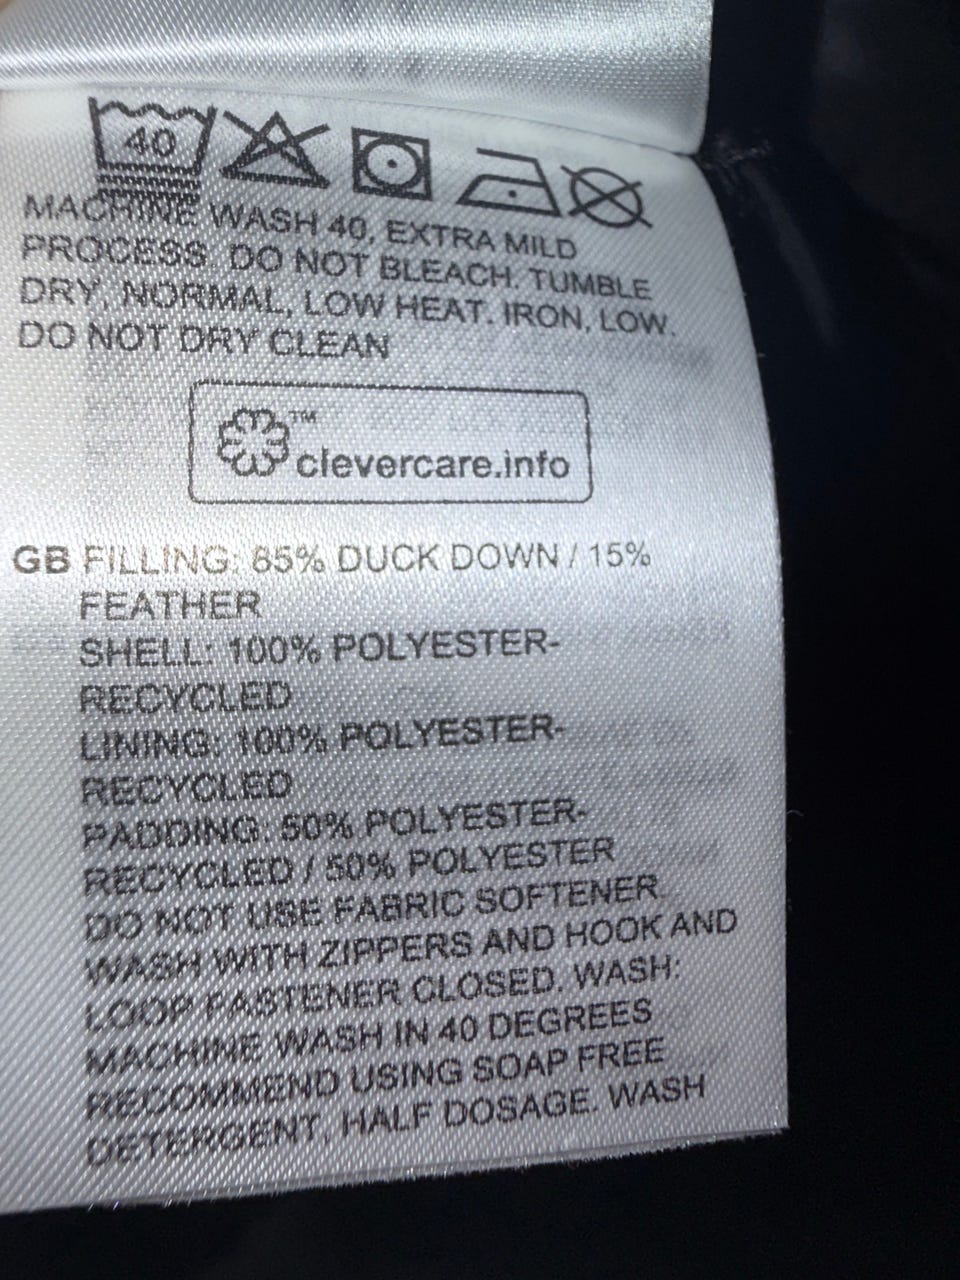 40
MACHINE WASH 40, EXTRA MILD
PROCESS. DO NOT BLEACH. TUMBLE
DRY, NORMAL, LOW HEAT. IRON, LOW.
DO NOT DRY CLEAN
TM
clevercare.info
GB FILLING: 85% DUCK DOWN / 15%
FEATHER
SHELL: 100% POLYESTER-
RECYCLED
LINING: 100% POLYESTER-
RECYCLED
PADDING: 50% POLYESTER-
RECYCLED / 50% POLYESTER
DO NOT USE FABRIC SOFTENER.
WASH WITH ZIPPERS AND HOOK AND
LOOP FASTENER CLOSED. WASH:
MACHINE WASH IN 40 DEGREES
RECOMMEND USING SOAP FREE
DETERGENT, HALF DOSAGE. WASH